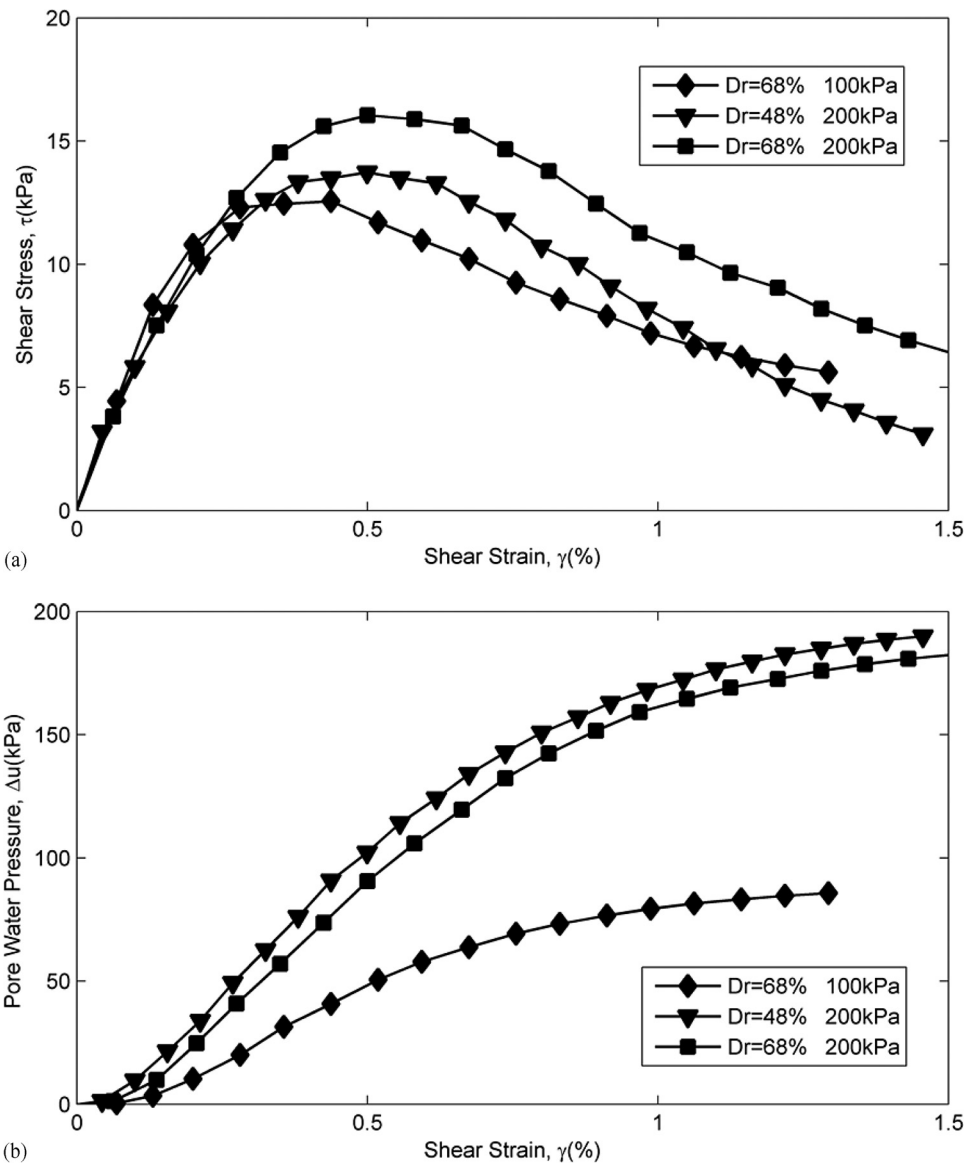 20
15
10
5
0
Shear Stress, τ(kPa)
Dr=68% 100kPa
Dr=48% 200kPa
Dr=68% 200kPa
0 0.5 1 1.5
(a) Shear Strain, γ(%)
200
150
100
50
0
Pore Water Pressure, Δu(kPa)
Dr=68% 100kPa
Dr=48% 200kPa
Dr=68% 200kPa
0 0.5 1 1.5
(b) Shear Strain, γ(%)